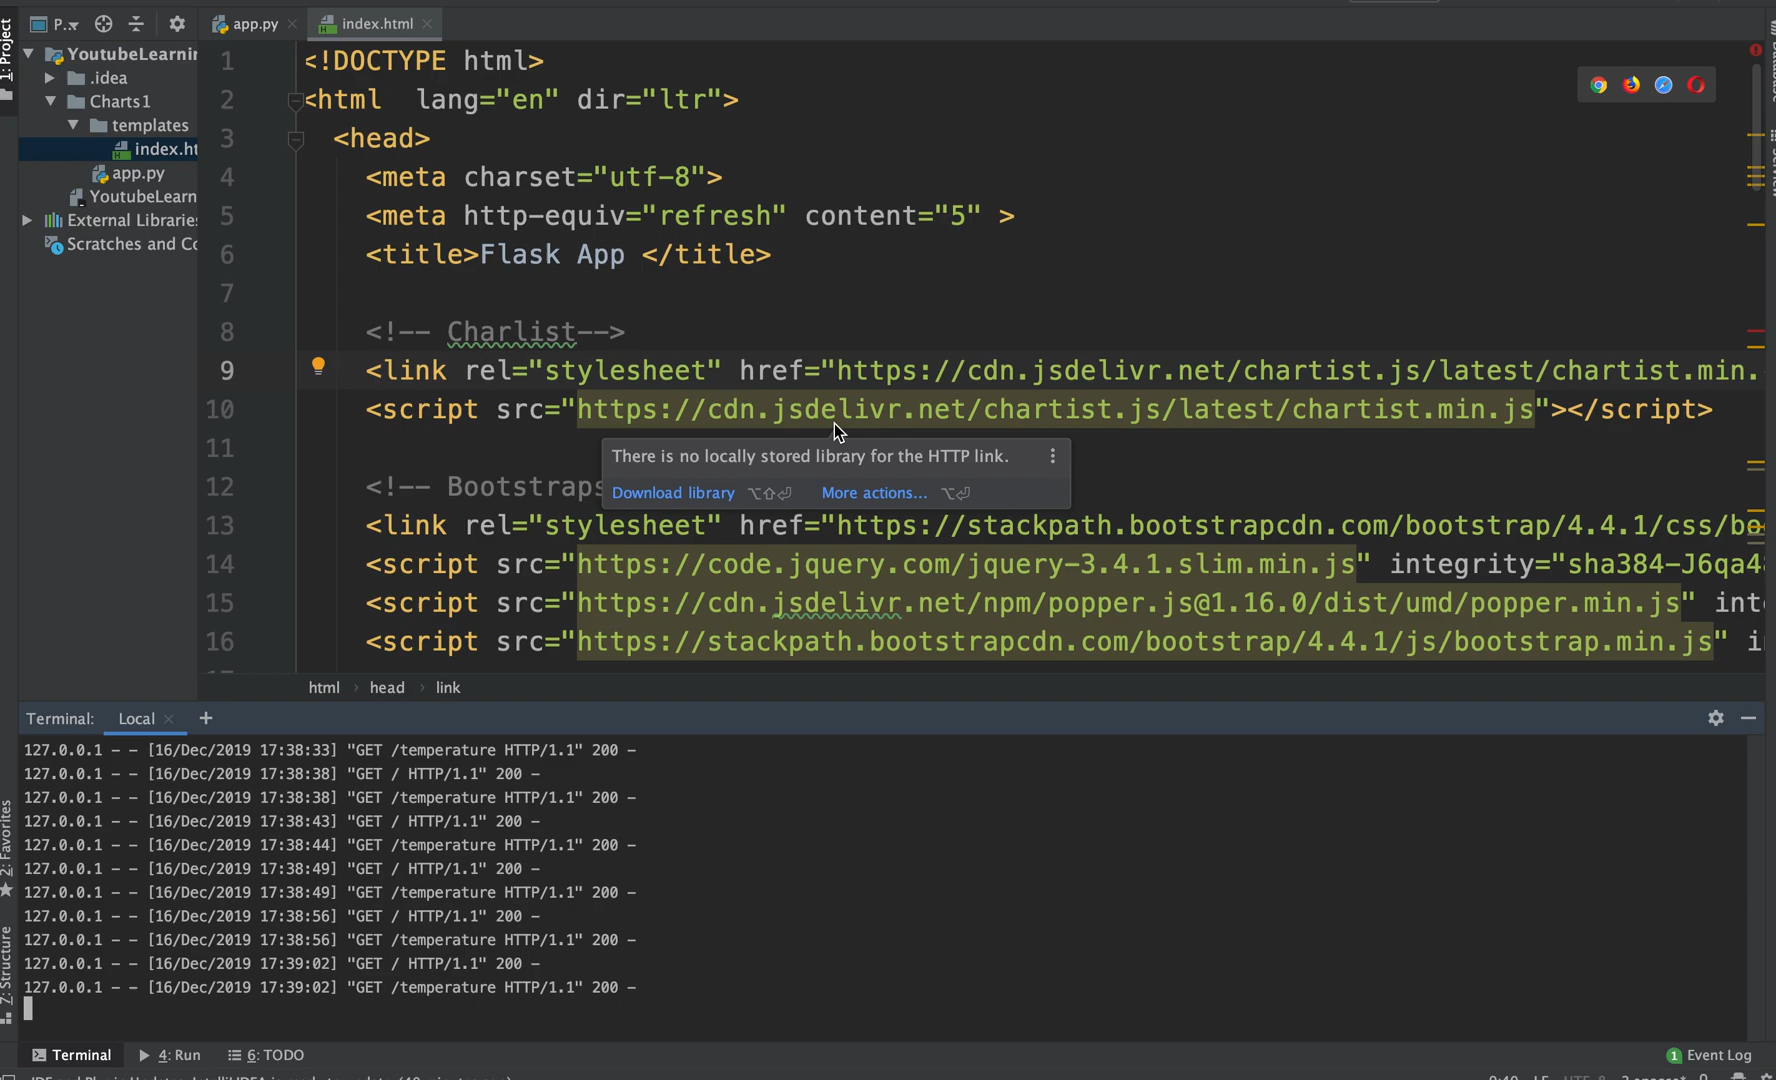 P...
app.py
index.html
1: Project
YoutubeLearnin
.idea
Charts1
templates
index.ht
app.py
YoutubeLearn
External Libraries
Scratches and Co
1 <!DOCTYPE html>
2 <html  lang="en" dir="ltr">
3 <head>
4 <meta charset="utf-8">
5 <meta http-equiv="refresh" content="5" >
6 <title>Flask App </title>
7
8 <!-- Charlist-->
9 <link rel="stylesheet" href="https://cdn.jsdelivr.net/chartist.js/latest/chartist.min.
10 <script src="https://cdn.jsdelivr.net/chartist.js/latest/chartist.min.js"></script>
11
There is no locally stored library for the HTTP link.
12 <!-- Bootstraps
Download library ⌥⇧⏎ More actions... ⌥⏎
13 <link rel="stylesheet" href="https://stackpath.bootstrapcdn.com/bootstrap/4.4.1/css/bo
14 <script src="https://code.jquery.com/jquery-3.4.1.slim.min.js" integrity="sha384-J6qa4
15 <script src="https://cdn.jsdelivr.net/npm/popper.js@1.16.0/dist/umd/popper.min.js" inte
16 <script src="https://stackpath.bootstrapcdn.com/bootstrap/4.4.1/js/bootstrap.min.js" i
html › head › link
Terminal: Local
127.0.0.1 - - [16/Dec/2019 17:38:33] "GET /temperature HTTP/1.1" 200 -
127.0.0.1 - - [16/Dec/2019 17:38:38] "GET / HTTP/1.1" 200 -
127.0.0.1 - - [16/Dec/2019 17:38:38] "GET /temperature HTTP/1.1" 200 -
127.0.0.1 - - [16/Dec/2019 17:38:43] "GET / HTTP/1.1" 200 -
127.0.0.1 - - [16/Dec/2019 17:38:44] "GET /temperature HTTP/1.1" 200 -
127.0.0.1 - - [16/Dec/2019 17:38:49] "GET / HTTP/1.1" 200 -
127.0.0.1 - - [16/Dec/2019 17:38:49] "GET /temperature HTTP/1.1" 200 -
127.0.0.1 - - [16/Dec/2019 17:38:56] "GET / HTTP/1.1" 200 -
127.0.0.1 - - [16/Dec/2019 17:38:56] "GET /temperature HTTP/1.1" 200 -
127.0.0.1 - - [16/Dec/2019 17:39:02] "GET / HTTP/1.1" 200 -
127.0.0.1 - - [16/Dec/2019 17:39:02] "GET /temperature HTTP/1.1" 200 -
2: Favorites
7: Structure
Terminal
4: Run
6: TODO
1 Event Log